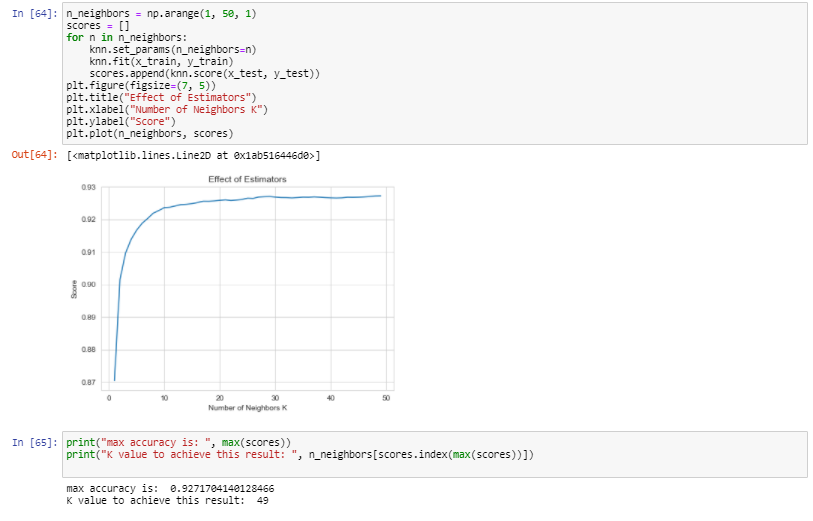 In [64]: n_neighbors = np.arange(1, 50, 1)
scores = []
for n in n_neighbors:
    knn.set_params(n_neighbors=n)
    knn.fit(x_train, y_train)
    scores.append(knn.score(x_test, y_test))
plt.figure(figsize=(7, 5))
plt.title("Effect of Estimators")
plt.xlabel("Number of Neighbors K")
plt.ylabel("Score")
plt.plot(n_neighbors, scores)
Out[64]: [<matplotlib.lines.Line2D at 0x1ab516446d0>]
Effect of Estimators
0.93
0.92
0.91
0.90
0.89
0.88
0.87
Score
0 10 20 30 40 50
Number of Neighbors K
In [65]: print("max accuracy is: ", max(scores))
print("K value to achieve this result: ", n_neighbors[scores.index(max(scores))])
max accuracy is:  0.9271704140128466
K value to achieve this result:  49